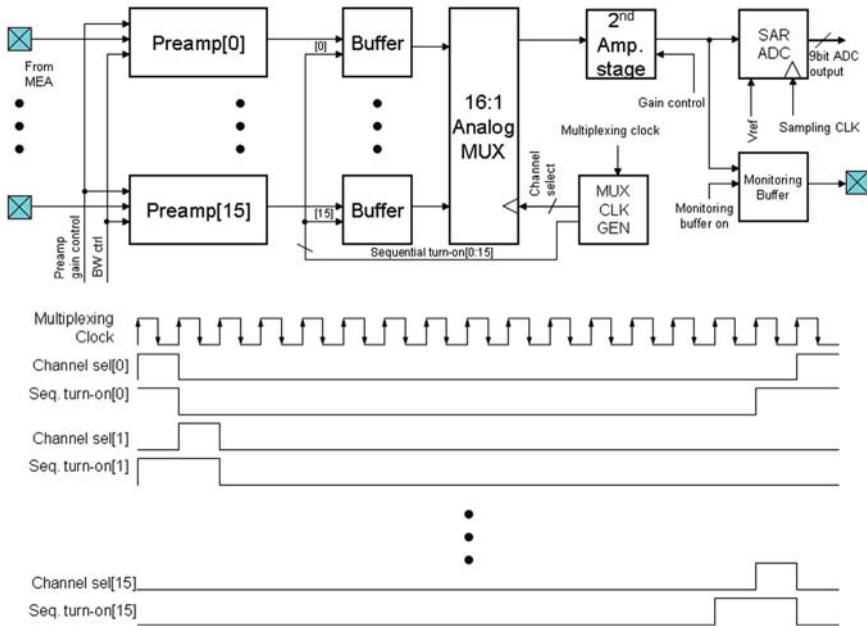 From
MEA
Preamp[0]
[0]
Buffer
16:1
Analog
MUX
2nd
Amp.
stage
Gain control
SAR
ADC
9bit ADC
output
Vref
Sampling CLK
Multiplexing clock
Channel
select
MUX
CLK
GEN
Monitoring
Buffer
Monitoring
buffer on
Preamp[15]
[15]
Buffer
Sequential turn-on[0:15]
Preamp
gain control
BW ctrl
Multiplexing
Clock
Channel sel[0]
Seq. turn-on[0]
Channel sel[1]
Seq. turn-on[1]
Channel sel[15]
Seq. turn-on[15]